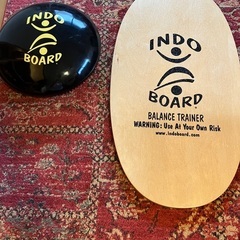 INDO
BOARD
INDO
BOARD
BALANCE TRAINER
WARNING: Use At Your Own Risk
www.indoboard.com